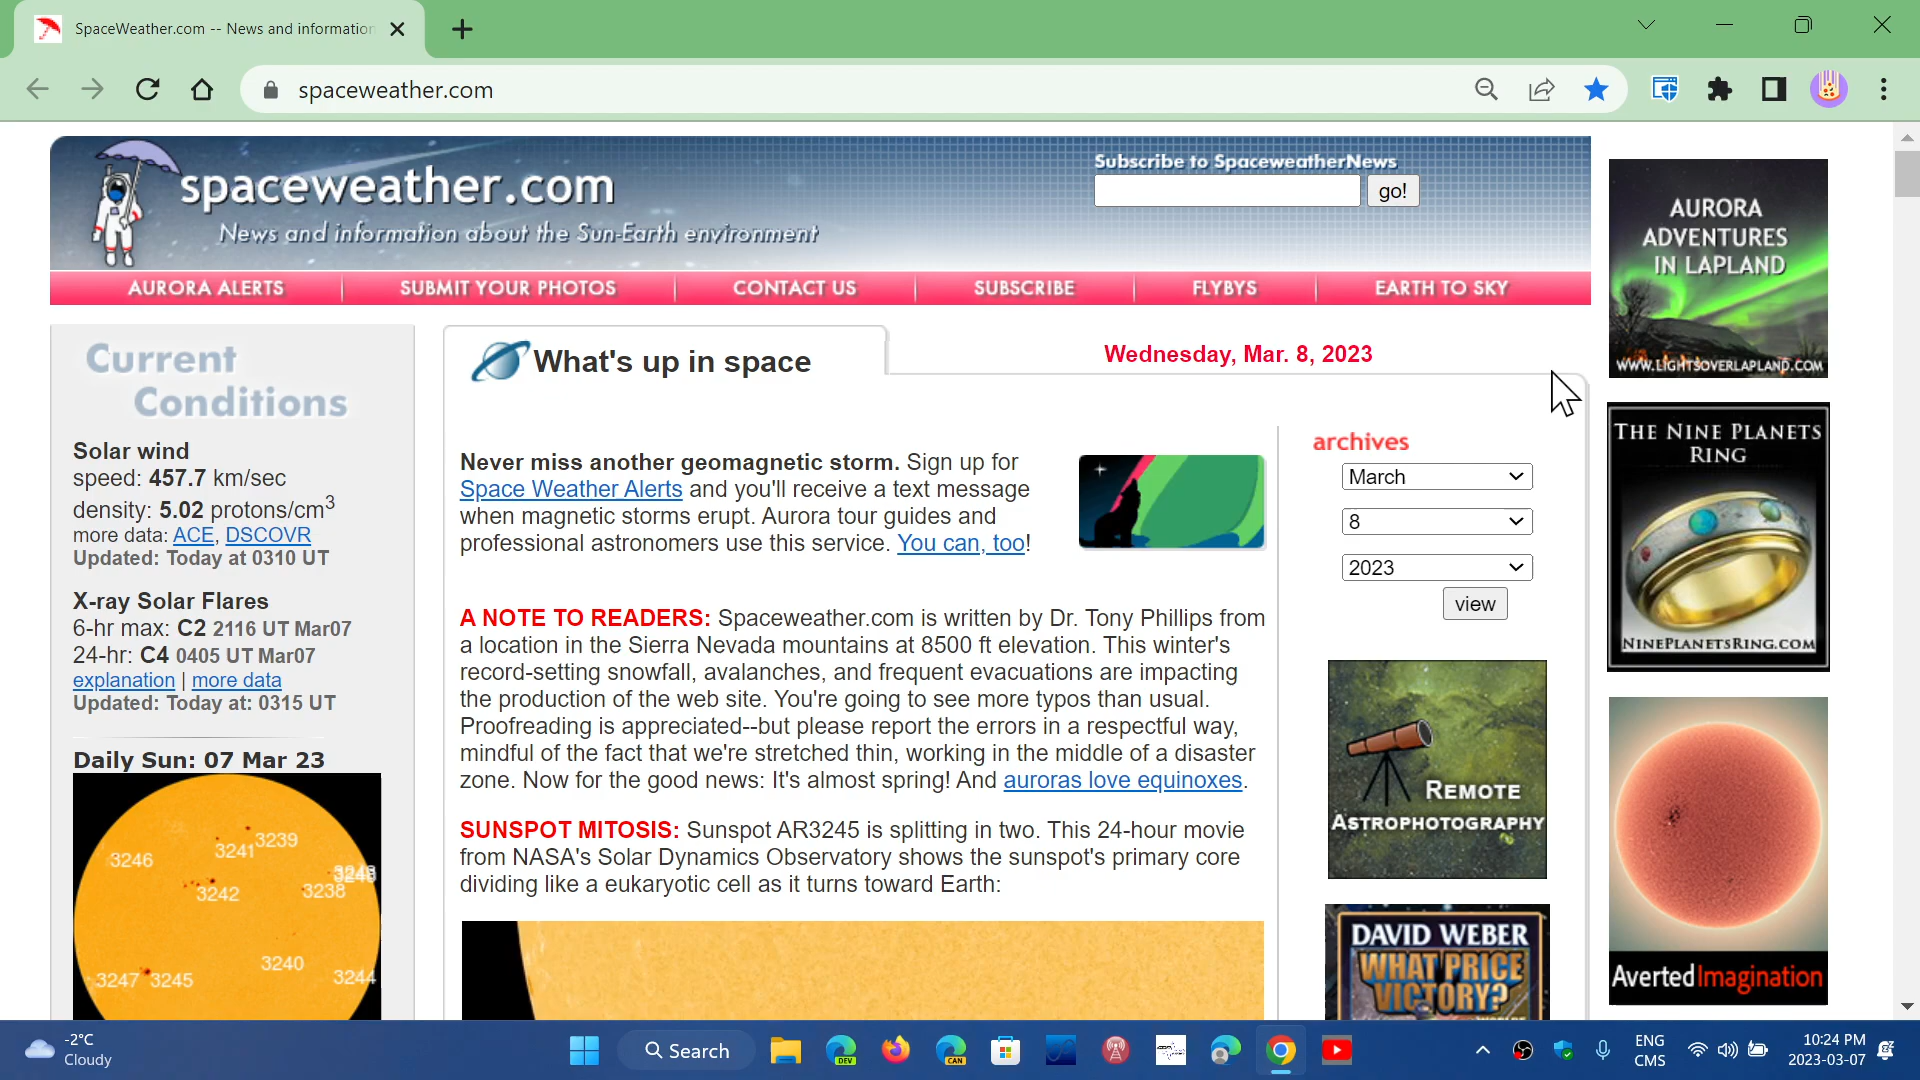 SpaceWeather.com -- News and information
spaceweather.com
spaceweather.com
News and information about the Sun-Earth environment
Subscribe to SpaceweatherNews
go!
AURORA ALERTS
SUBMIT YOUR PHOTOS
CONTACT US
SUBSCRIBE
FLYBYS
EARTH TO SKY
Current
Conditions
Solar wind
speed: 457.7 km/sec
density: 5.02 protons/cm3
more data: ACE, DSCOVR
Updated: Today at 0310 UT
X-ray Solar Flares
6-hr max: C2 2116 UT Mar07
24-hr: C4 0405 UT Mar07
explanation | more data
Updated: Today at: 0315 UT
Daily Sun: 07 Mar 23
3246
3241
3239
3242
3238
3247
3245
3240
3244
What's up in space
Wednesday, Mar. 8, 2023
Never miss another geomagnetic storm. Sign up for
Space Weather Alerts and you'll receive a text message
when magnetic storms erupt. Aurora tour guides and
professional astronomers use this service. You can, too!
A NOTE TO READERS: Spaceweather.com is written by Dr. Tony Phillips from
a location in the Sierra Nevada mountains at 8500 ft elevation. This winter's
record-setting snowfall, avalanches, and frequent evacuations are impacting
the production of the web site. You're going to see more typos than usual.
Proofreading is appreciated--but please report the errors in a respectful way,
mindful of the fact that we're stretched thin, working in the middle of a disaster
zone. Now for the good news: It's almost spring! And auroras love equinoxes.
SUNSPOT MITOSIS: Sunspot AR3245 is splitting in two. This 24-hour movie
from NASA's Solar Dynamics Observatory shows the sunspot's primary core
dividing like a eukaryotic cell as it turns toward Earth:
archives
March
8
2023
view
REMOTE
ASTROPHOTOGRAPHY
DAVID WEBER
WHAT PRICE
VICTORY?
AURORA
ADVENTURES
IN LAPLAND
WWW.LIGHTSOVERLAPLAND.COM
THE NINE PLANETS
RING
NINEPLANETSRING.COM
AvertedImagination
-2°C
Cloudy
Search
DEV
CAN
ENG
CMS
10:24 PM
2023-03-07